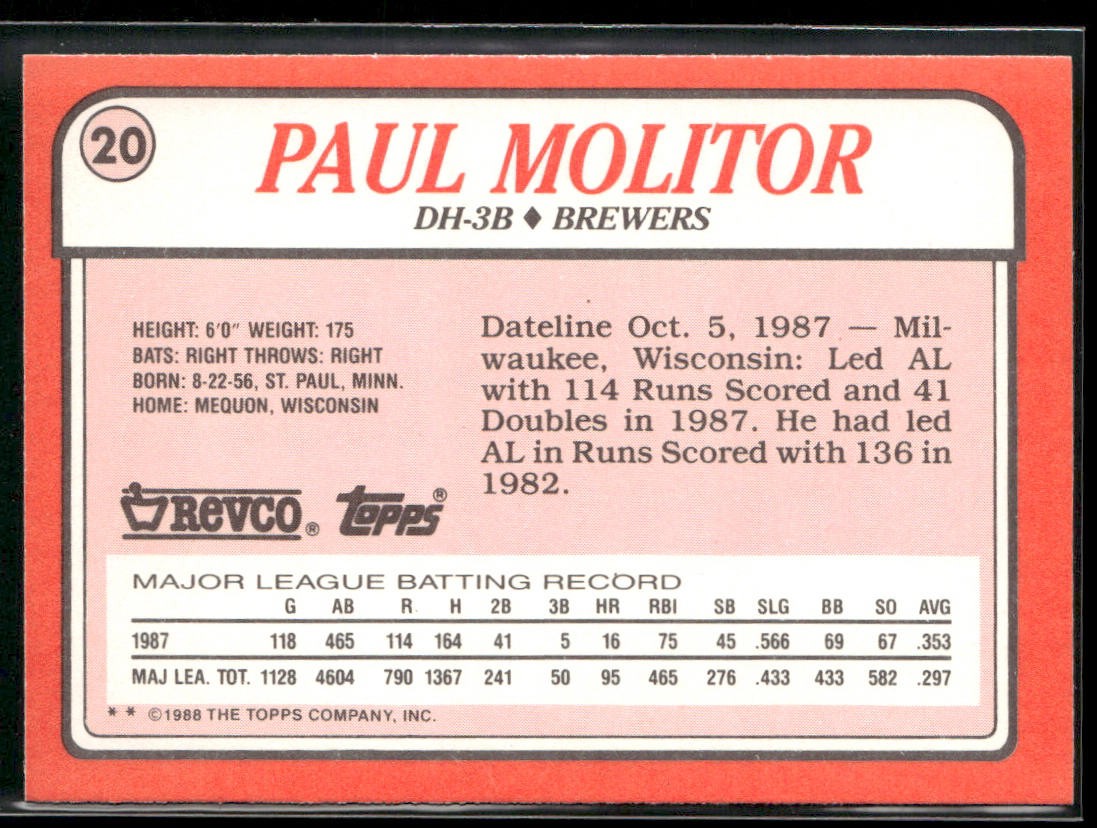 20
PAUL MOLITOR
DH-3B ♦ BREWERS
HEIGHT: 6'0" WEIGHT: 175
BATS: RIGHT THROWS: RIGHT
BORN: 8-22-56, ST. PAUL, MINN.
HOME: MEQUON, WISCONSIN
Dateline Oct. 5, 1987 — Mil-
waukee, Wisconsin: Led AL
with 114 Runs Scored and 41
Doubles in 1987. He had led
AL in Runs Scored with 136 in
1982.
REVCO® Topps®
MAJOR LEAGUE BATTING RECORD
G AB R H 2B 3B HR RBI SB SLG BB SO AVG
1987 118 465 114 164 41 5 16 75 45 .566 69 67 .353
MAJ LEA. TOT. 1128 4604 790 1367 241 50 95 465 276 .433 433 582 .297
* * ©1988 THE TOPPS COMPANY, INC.